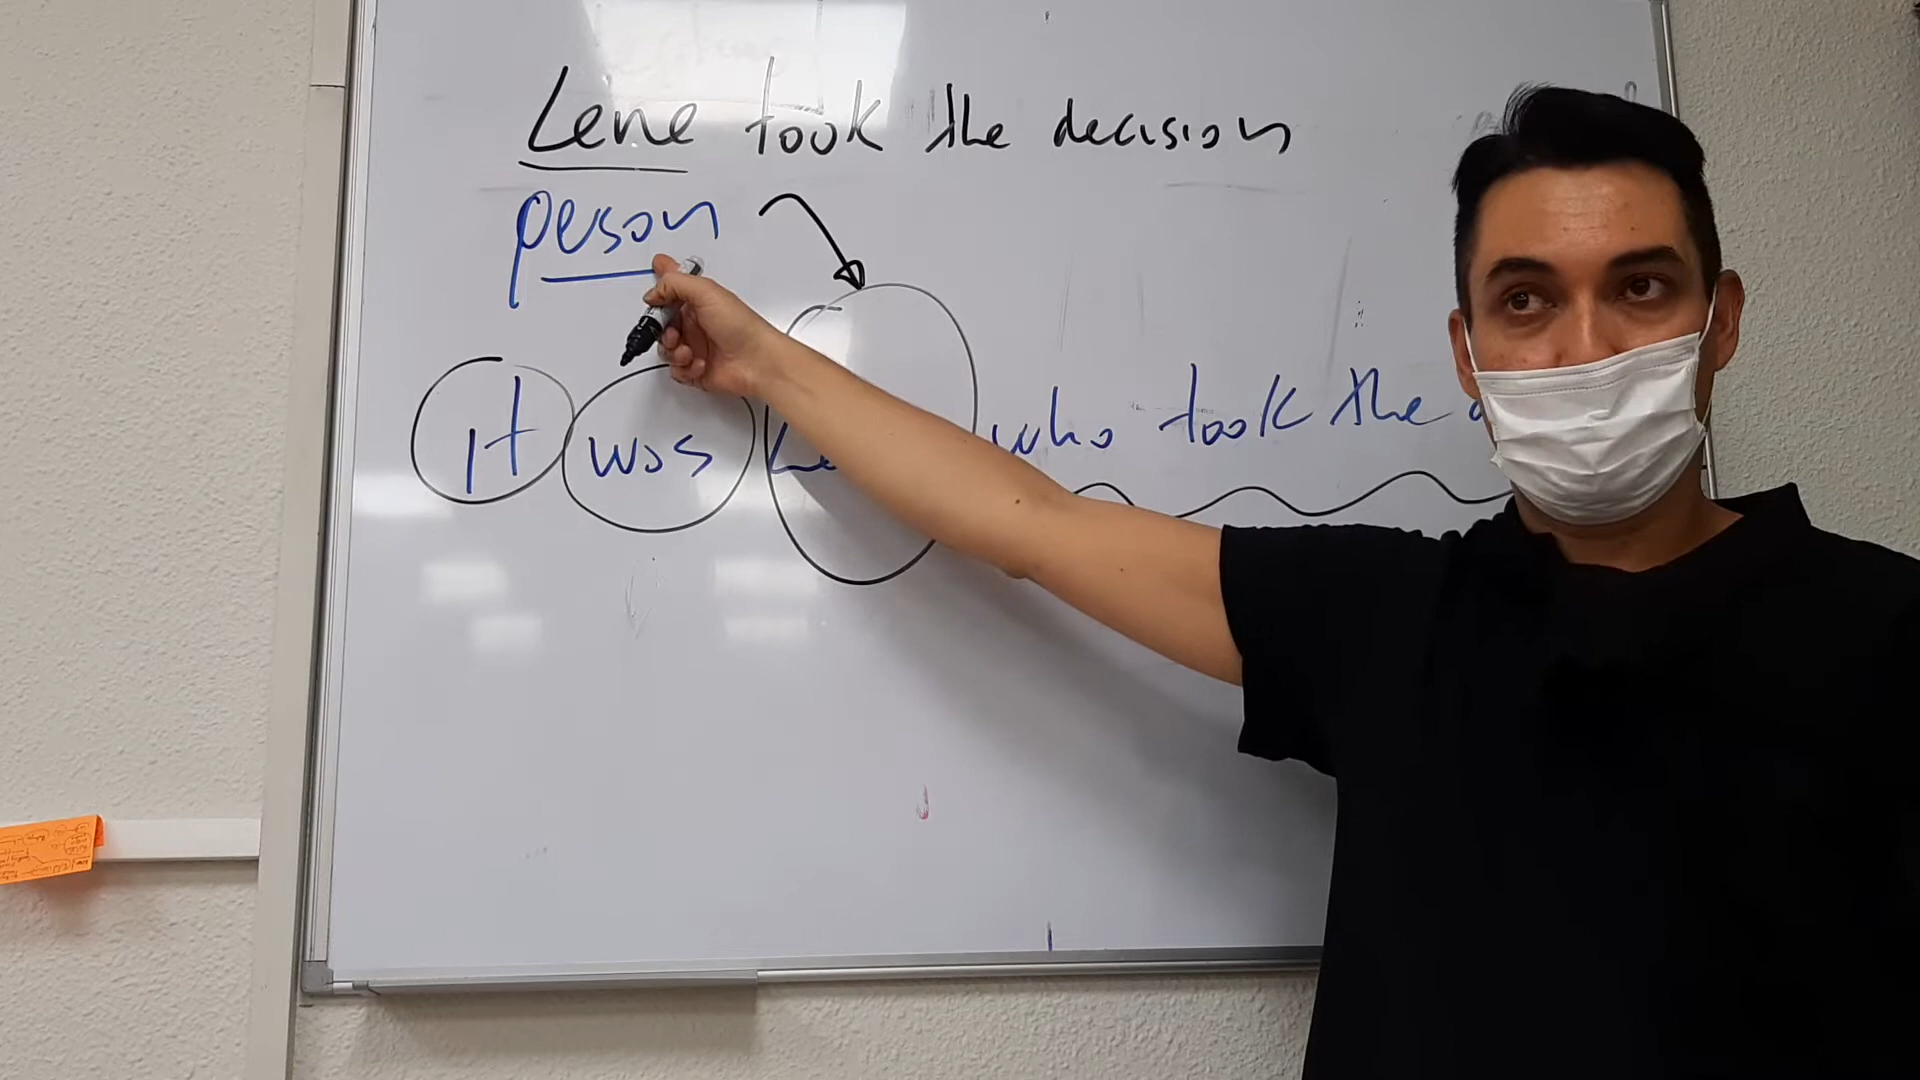 Lene took the decision
person
it was who took the